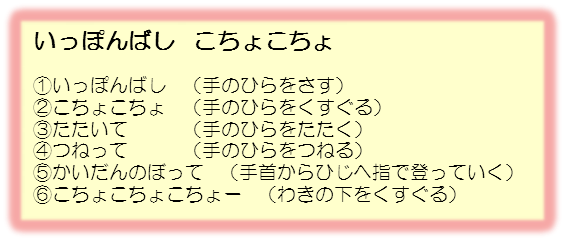 いっぽんばし　こちょこちょ
①いっぽんばし　（手のひらをさす）
②こちょこちょ　（手のひらをくすぐる）
③たたいて　　　（手のひらをたたく）
④つねって　　　（手のひらをつねる）
⑤かいだんのぼって　（手首からひじへ指で登っていく）
⑥こちょこちょこちょー　（わきの下をくすぐる）